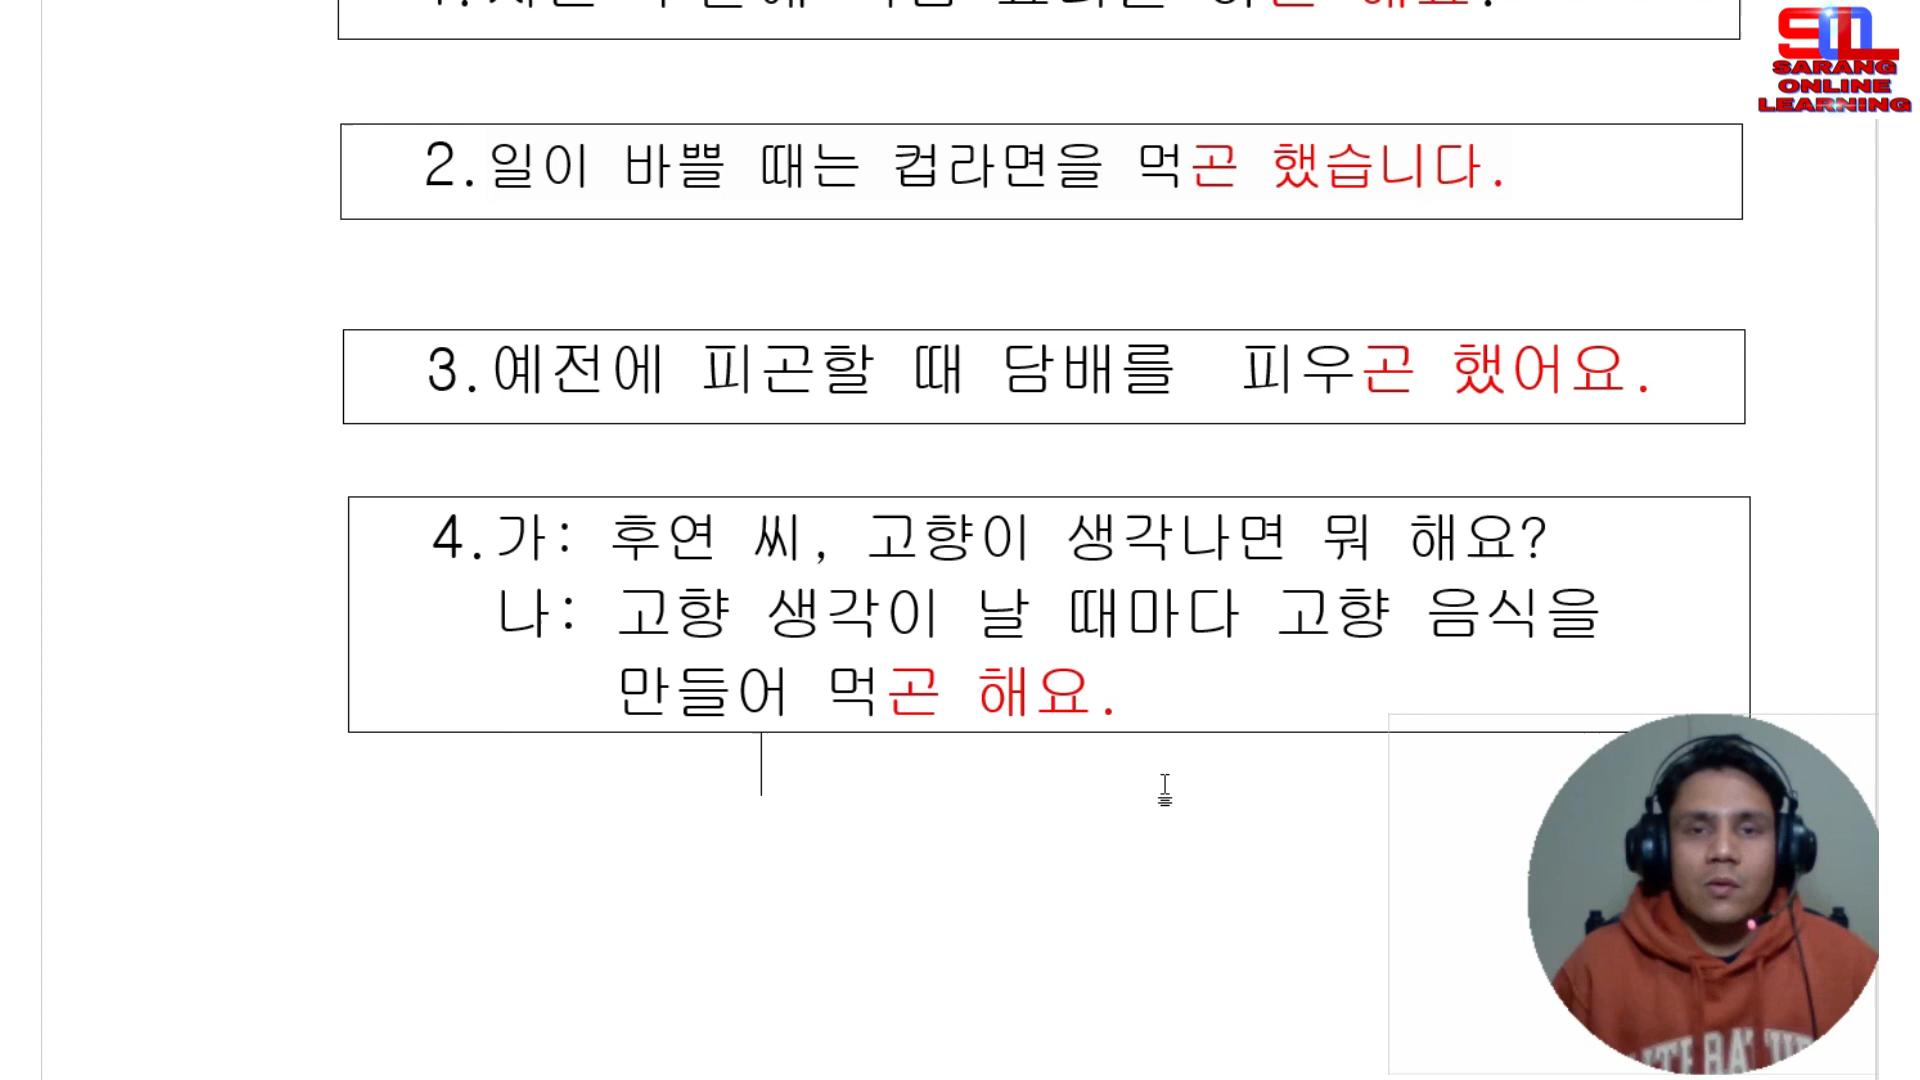 SOL
SARANG
ONLINE
LEARNING
2.일이 바쁠 때는 컵라면을 먹곤 했습니다.
3.예전에 피곤할 때 담배를 피우곤 했어요.
4.가: 후연 씨, 고향이 생각나면 뭐 해요?
나: 고향 생각이 날 때마다 고향 음식을
만들어 먹곤 해요.